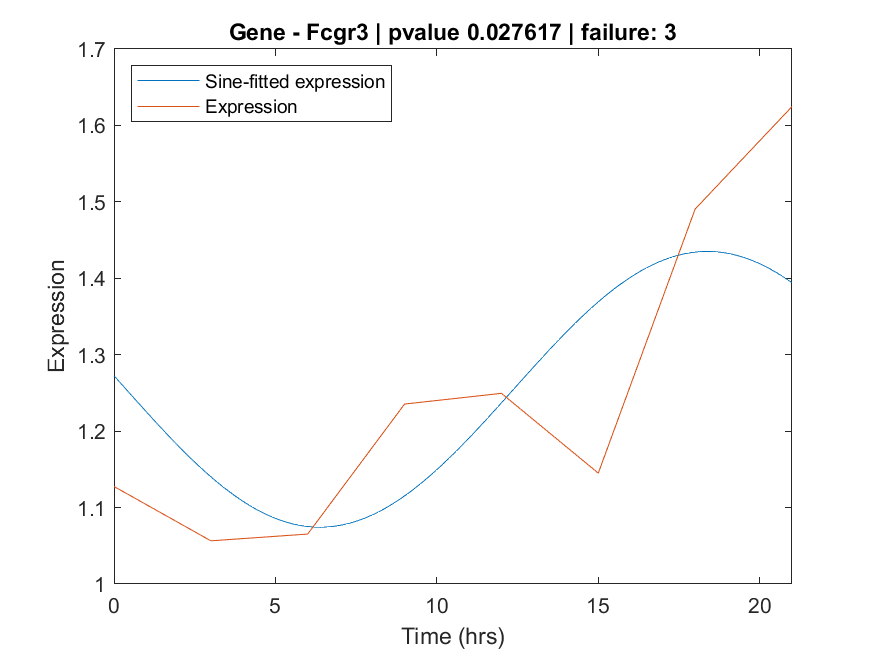 Gene - Fcgr3 | pvalue 0.027617 | failure: 3
1.7
1.6
1.5
1.4
1.3
1.2
1.1
1
Expression
Sine-fitted expression
Expression
0
5
10
15
20
Time (hrs)